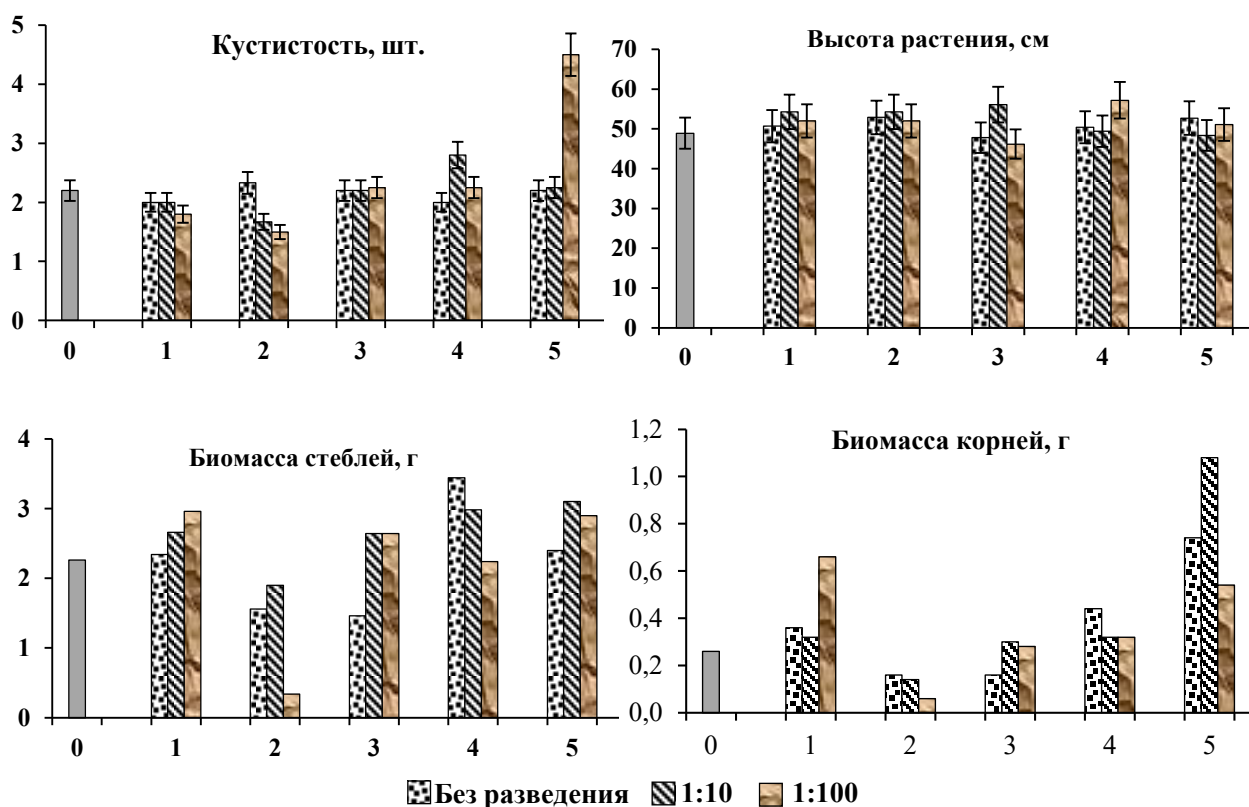 Кустистость, шт.
5
4
3
2
1
0
0 1 2 3 4 5
Высота растения, см
70
60
50
40
30
20
10
0
0 1 2 3 4 5
Биомасса стеблей, г
4
3
2
1
0
0 1 2 3 4 5
Биомасса корней, г
1,2
1,0
0,8
0,6
0,4
0,2
0,0
0 1 2 3 4 5
Без разведения 1:10 1:100